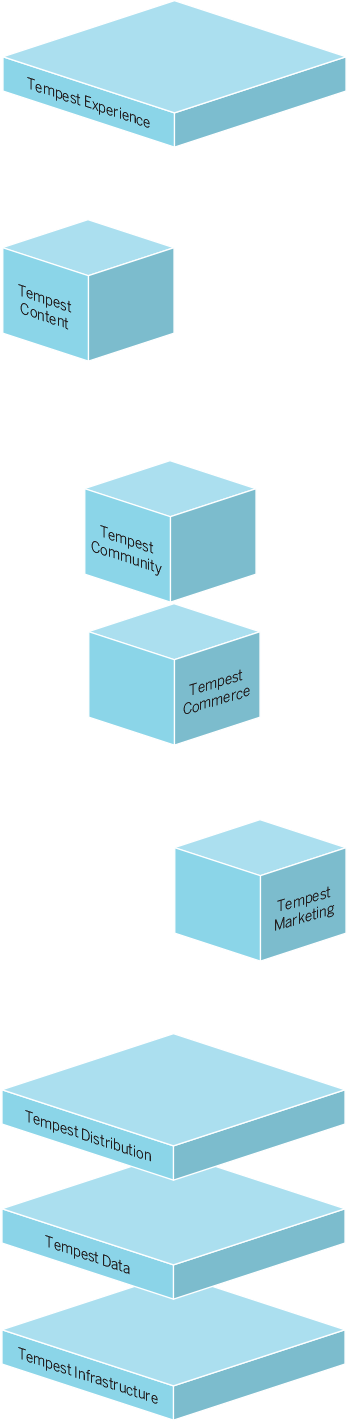 Tempest Experience
Tempest
Content
Tempest
Community
Tempest
Commerce
Tempest
Marketing
Tempest Distribution
Tempest Data
Tempest Infrastructure